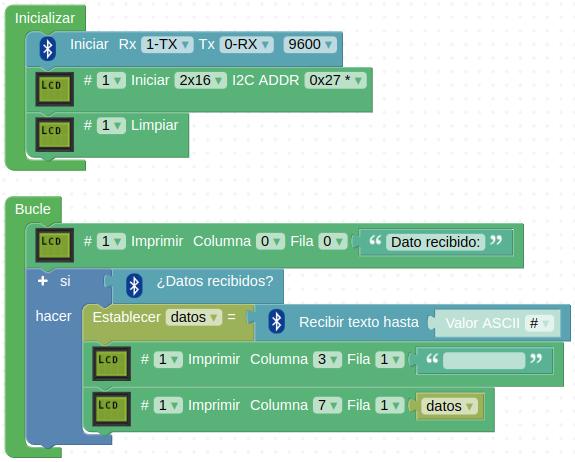 Inicializar
Iniciar Rx 1-TX Tx 0-RX 9600
LCD # 1 Iniciar 2x16 I2C ADDR 0x27 *
LCD # 1 Limpiar
Bucle
LCD # 1 Imprimir Columna 0 Fila 0 “ Dato recibido: ”
+ si ¿Datos recibidos?
hacer Establecer datos = Recibir texto hasta Valor ASCII #
LCD # 1 Imprimir Columna 3 Fila 1 “ ”
LCD # 1 Imprimir Columna 7 Fila 1 datos